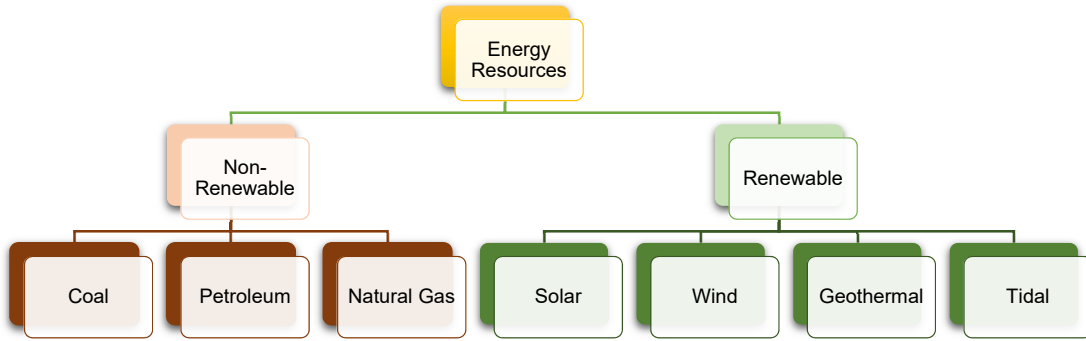 Energy
Resources
Non-
Renewable
Renewable
Coal
Petroleum
Natural Gas
Solar
Wind
Geothermal
Tidal